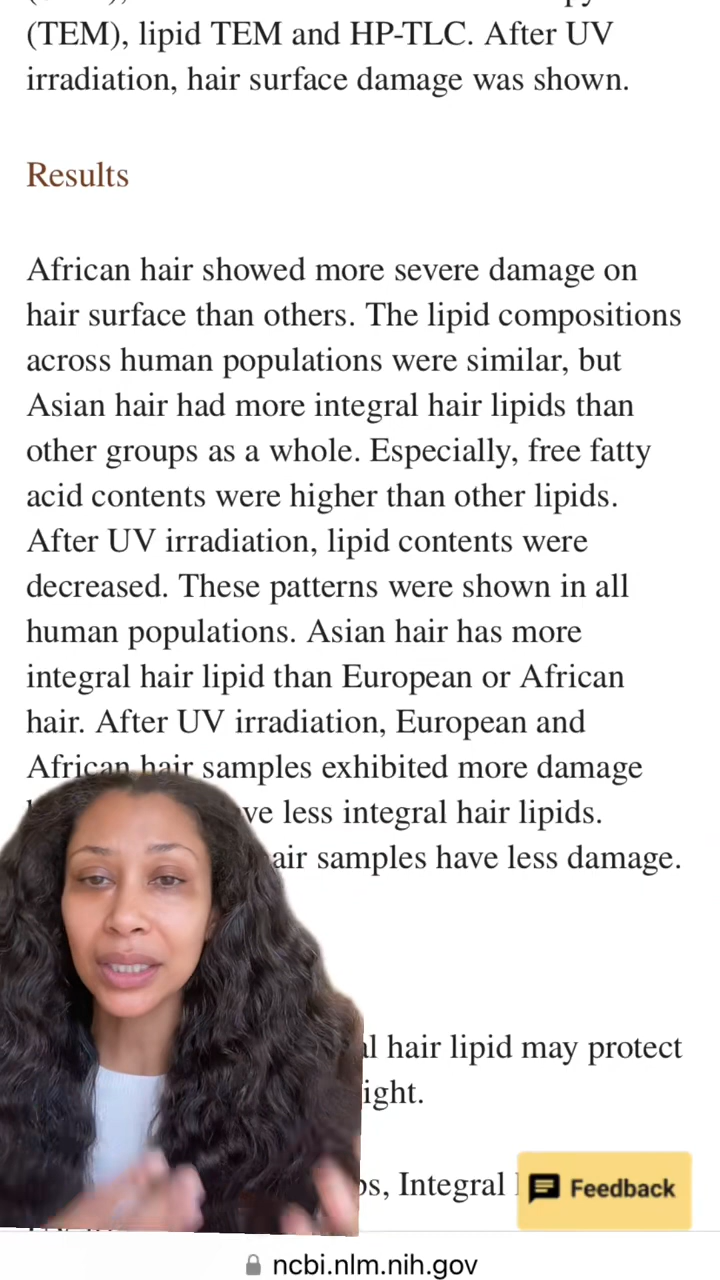 (TEM), lipid TEM and HP-TLC. After UV
irradiation, hair surface damage was shown.
Results
African hair showed more severe damage on
hair surface than others. The lipid compositions
across human populations were similar, but
Asian hair had more integral hair lipids than
other groups as a whole. Especially, free fatty
acid contents were higher than other lipids.
After UV irradiation, lipid contents were
decreased. These patterns were shown in all
human populations. Asian hair has more
integral hair lipid than European or African
hair. After UV irradiation, European and
African hair samples exhibited more damage
less integral hair lipids.
samples have less damage.
hair lipid may protect
Integral
Feedback
ncbi.nlm.nih.gov